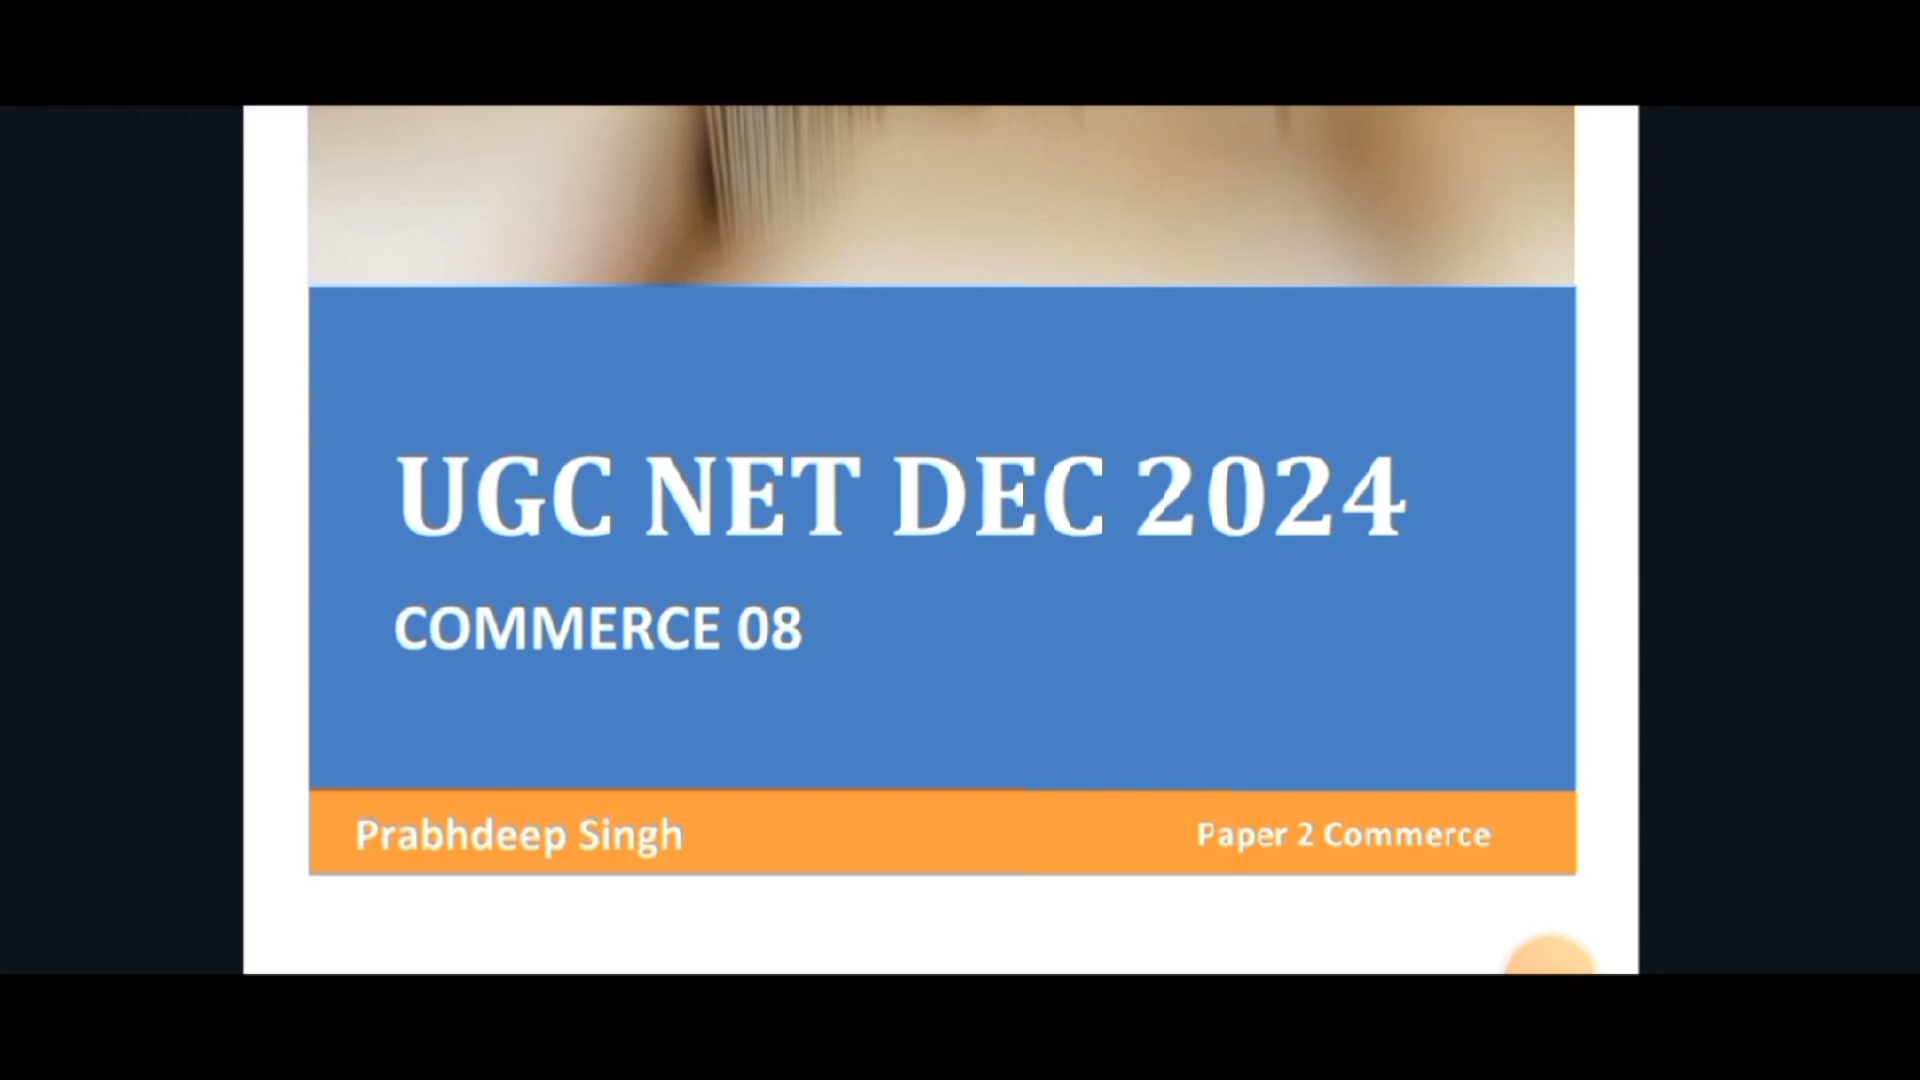 UGC NET DEC 2024
COMMERCE 08
Prabhdeep Singh
Paper 2 Commerce